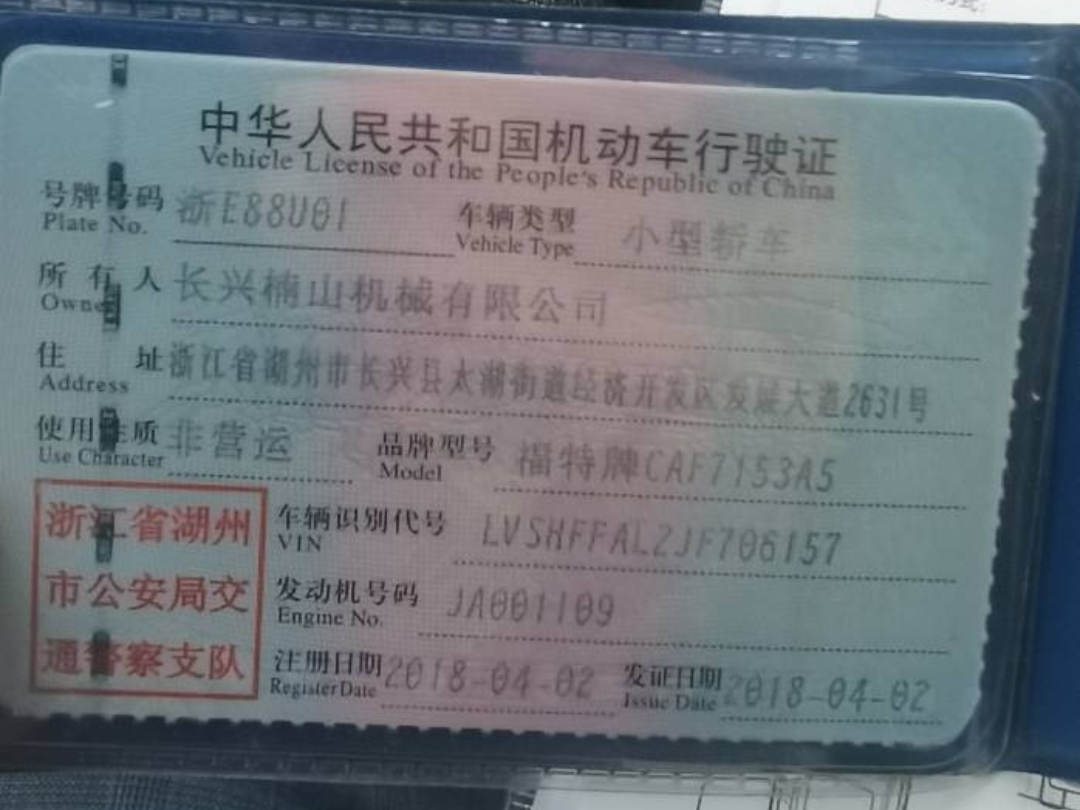 中华人民共和国机动车行驶证
Vehicle License of the People's Republic of China
号牌号码 浙E88U01 车辆类型 小型轿车
Plate No. Vehicle Type
所有人 长兴楠山机械有限公司
Owner
住址 浙江省湖州市长兴县太湖街道经济开发区发展大道2631号
Address
使用性质 非营运 品牌型号 福特牌CAF7153A5
Use Character Model
浙江省湖州
市公安局交
通警察支队
车辆识别代号 LVSHFFAL2JF706157
VIN
发动机号码 JA001109
Engine No.
注册日期 2018-04-02 发证日期 2018-04-02
Register Date Issue Date